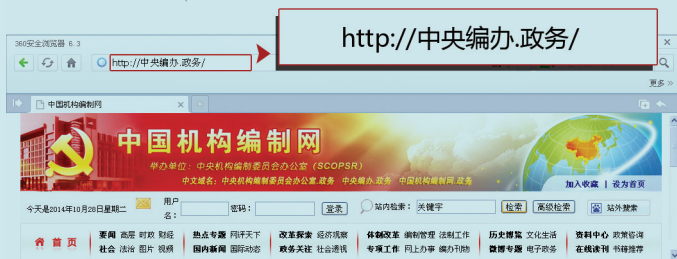 http://中央编办.政务/
360安全浏览器 6.3
http://中央编办.政务/
更多 »
中国机构编制网
中国机构编制网
举办单位：中央机构编制委员会办公室（SCOPSR）
中文域名：中央机构编制委员会办公室.政务 中央编办.政务 中国机构编制网.政务
加入收藏 | 设为首页
今天是2014年10月28日星期二 用户名： 密码： 登录 站内检索： 关键字 检索 高级检索 站外搜索
首页 要闻 高层 时政 财经 热点专题 网评天下 改革探索 经济观察 体制改革 编制管理 法制工作 历史博览 文化生活 资料中心 政策咨询
社会 法治 图片 视频 国内新闻 国际动态 政务关注 社会透视 专项工作 网上办事 编办刊物 微博专题 电子政务 在线读刊 书籍推荐